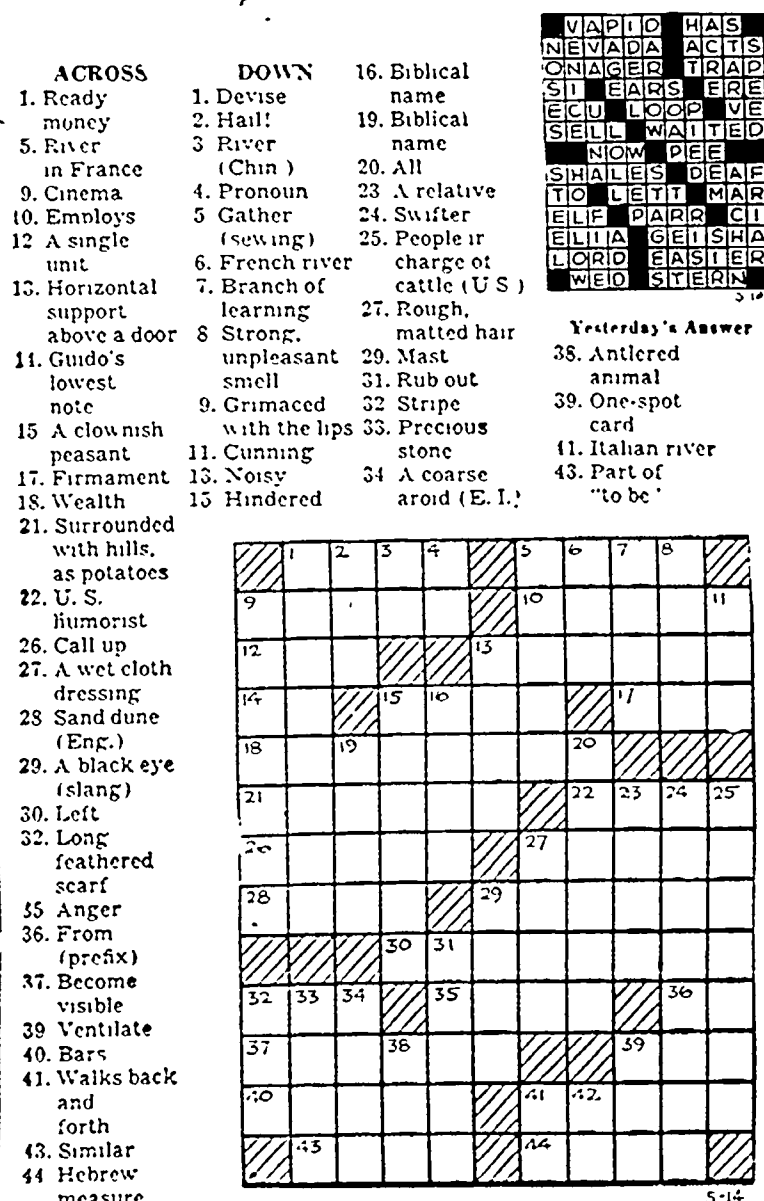 ACROSS
1. Ready
money
5. River
in France
9. Cinema
10. Employs
12 A single
unit
13. Horizontal
support
above a door
14. Guido's
lowest
note
15 A clownish
peasant
17. Firmament
18. Wealth
21. Surrounded
with hills,
as potatoes
22. U. S.
humorist
26. Call up
27. A wet cloth
dressing
28 Sand dune
(Eng.)
29. A black eye
(slang)
30. Left
32. Long
feathered
scarf
35 Anger
36. From
(prefix)
37. Become
visible
39 Ventilate
40. Bars
41. Walks back
and
forth
43. Similar
44 Hebrew
measure
DOWN
1. Devise
2. Hail!
3 River
(Chin )
4. Pronoun
5 Gather
(sewing)
6. French river
7. Branch of
learning
8 Strong,
unpleasant
smell
9. Grimaced
with the lips
11. Cunning
13. Noisy
15 Hindered
16. Biblical
name
19. Biblical
name
20. All
23 A relative
24. Swifter
25. People in
charge of
cattle (U S )
27. Rough,
matted hair
29. Mast
31. Rub out
32 Stripe
33. Precious
stone
34 A coarse
aroid (E. I.)
VAPID HAS
NEVADA ACTS
ONAGER TRAP
SI EARS ERE
ECU LOOP VE
SELL WAITED
NOW PEE
SHALES DEAF
TO LETT MAR
ELF PARR CI
ELIA GEISHA
LORD EASIER
WED STERN
Yesterday's Answer
38. Antlered
animal
39. One-spot
card
41. Italian river
43. Part of
"to be"
1 2 3 4 5 6 7 8
9 10 11
12 13
14 15 16 17
18 19 20
21 22 23 24 25
26 27
28 29
30 31
32 33 34 35 36
37 38 39
40 41 42
43 44
5-14